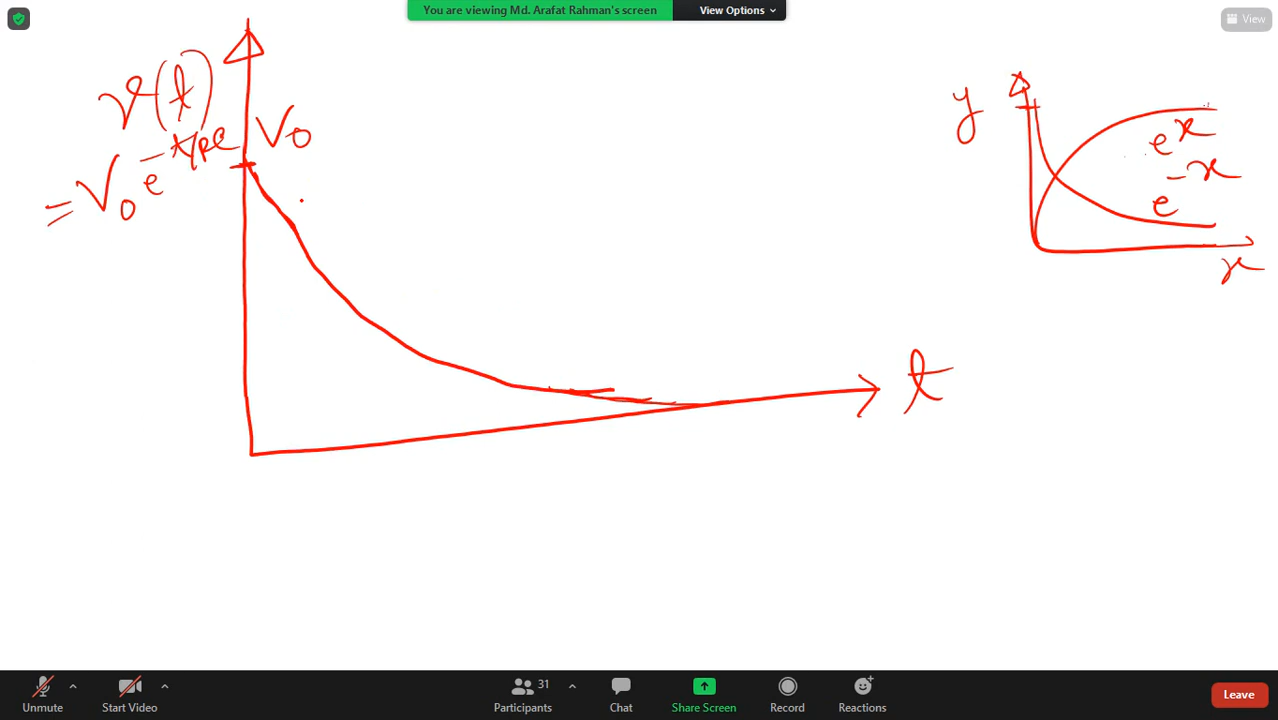 You are viewing Md. Arafat Rahman's screen
View Options
View
v(t)
= V₀ e^(-t/RC)
V₀
t
y
e^x
e^-x
x
Unmute
Start Video
31
Participants
Chat
Share Screen
Record
Reactions
Leave